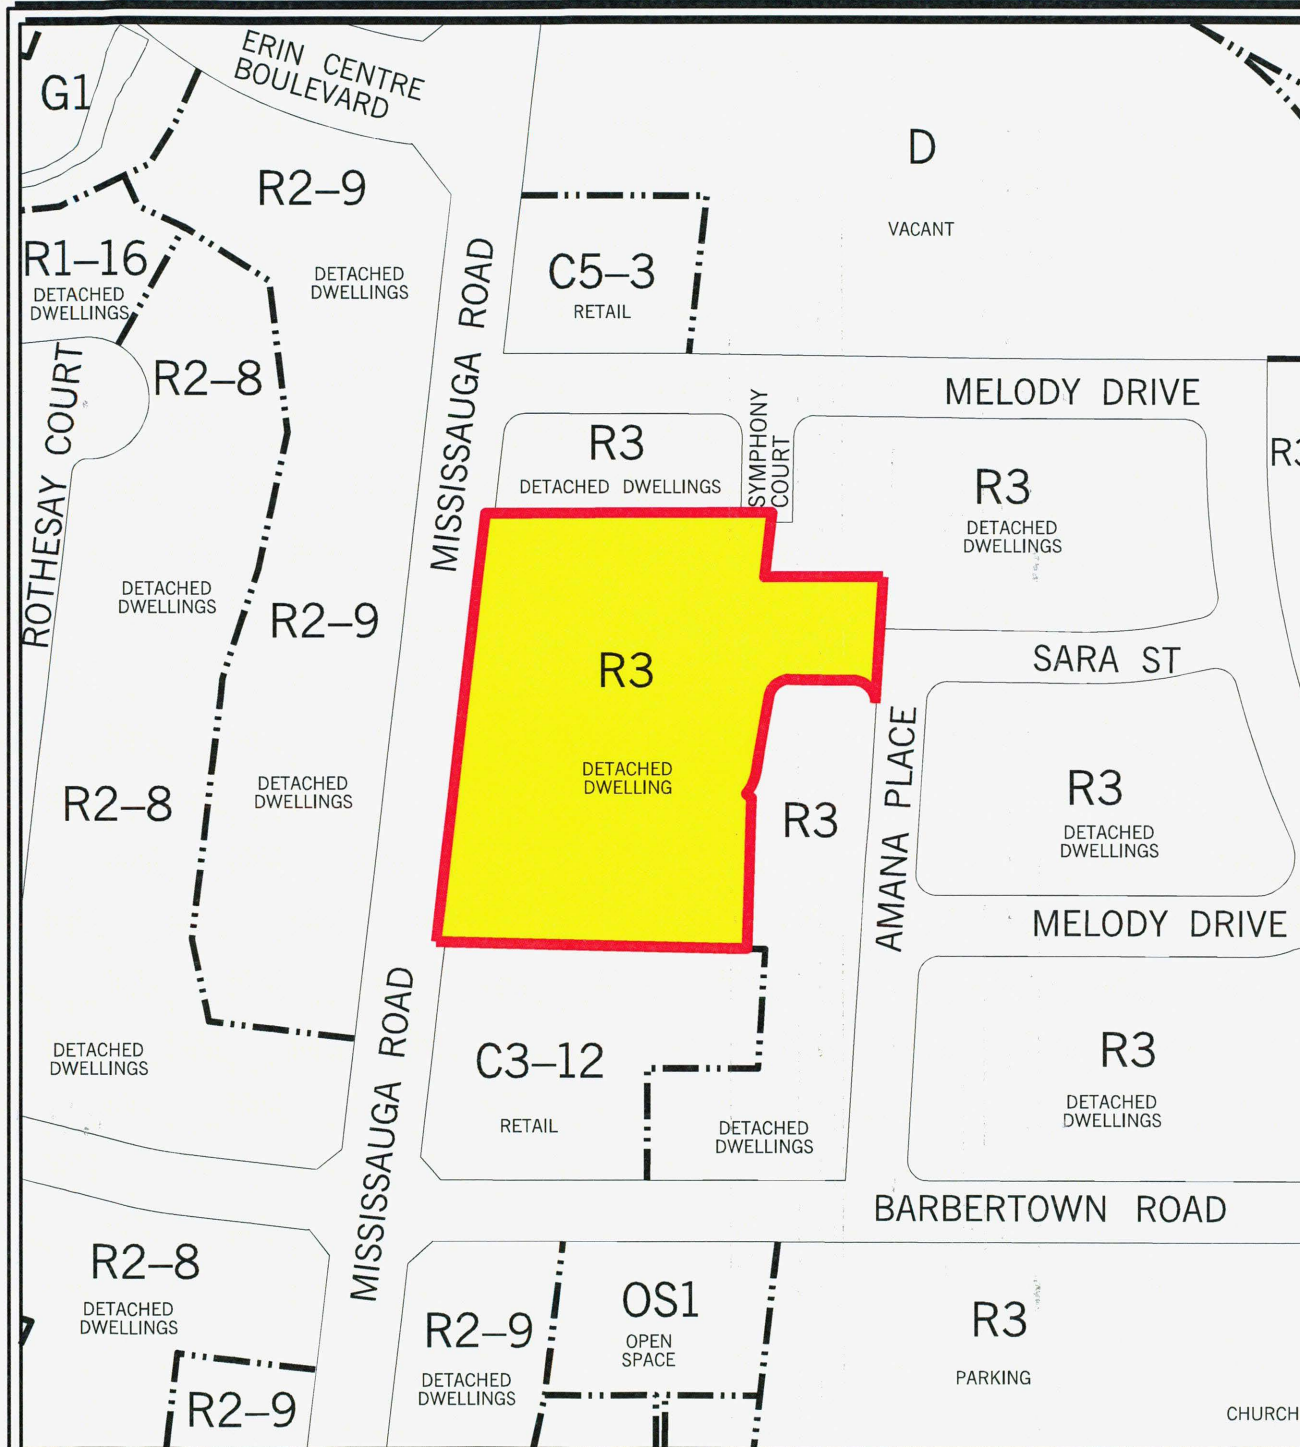 ERIN CENTRE
BOULEVARD
G1
D
VACANT
R2–9
DETACHED
DWELLINGS
R1–16
DETACHED
DWELLINGS
C5–3
RETAIL
MISSISSAUGA ROAD
ROTHESAY COURT
R2–8
MELODY DRIVE
SYMPHONY
COURT
R3
DETACHED DWELLINGS
R3
DETACHED
DWELLINGS
R3
DETACHED
DWELLINGS
R2–9
R3
DETACHED
DWELLING
SARA ST
DETACHED
DWELLINGS
R2–8
R3
AMANA PLACE
R3
DETACHED
DWELLINGS
MELODY DRIVE
MISSISSAUGA ROAD
DETACHED
DWELLINGS
C3–12
RETAIL
DETACHED
DWELLINGS
R3
DETACHED
DWELLINGS
BARBERTOWN ROAD
R2–8
DETACHED
DWELLINGS
R2–9
R2–9
DETACHED
DWELLINGS
OS1
OPEN
SPACE
R3
PARKING
CHURCH